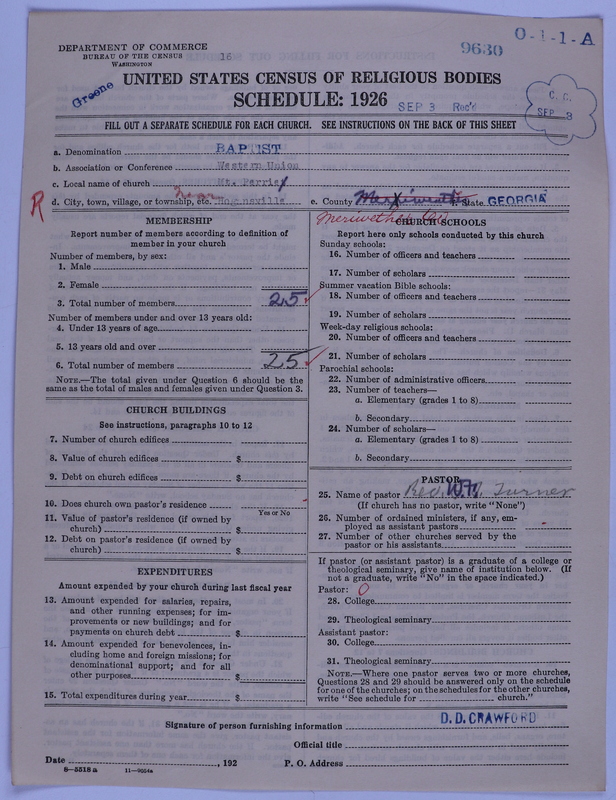 DEPARTMENT OF COMMERCE
BUREAU OF THE CENSUS
WASHINGTON
16
9630
O-1-1-A
Greene
UNITED STATES CENSUS OF RELIGIOUS BODIES
SCHEDULE: 1926
SEP 3 Rec'd
C. C.
SEP 3
FILL OUT A SEPARATE SCHEDULE FOR EACH CHURCH. SEE INSTRUCTIONS ON THE BACK OF THIS SHEET
a. Denomination BAPTIST
b. Association or Conference Western Union
c. Local name of church Mt. Perrie
R d. City, town, village, or township, etc. near Hogansville e. County Meriweather State GEORGIA
Meriwether Co.
MEMBERSHIP
Report number of members according to definition of
member in your church
Number of members, by sex:
1. Male
2. Female
3. Total number of members 25
Number of members under and over 13 years old:
4. Under 13 years of age
5. 13 years old and over
6. Total number of members 25
NOTE.—The total given under Question 6 should be
same as the total of males and females given under Question 3.
CHURCH BUILDINGS
See instructions, paragraphs 10 to 12
7. Number of church edifices
8. Value of church edifices $
9. Debt on church edifices $
10. Does church own pastor's residence
Yes or No
11. Value of pastor's residence (if owned by
church) $
12. Debt on pastor's residence (if owned by
church) $
EXPENDITURES
Amount expended by your church during last fiscal year
13. Amount expended for salaries, repairs,
and other running expenses; for im-
provements or new buildings; and for
payments on church debt $
14. Amount expended for benevolences, in-
cluding home and foreign missions; for
denominational support; and for all
other purposes $
15. Total expenditures during year $
CHURCH SCHOOLS
Report here only schools conducted by this church
Sunday schools:
16. Number of officers and teachers
17. Number of scholars
Summer vacation Bible schools:
18. Number of officers and teachers
19. Number of scholars
Week-day religious schools:
20. Number of officers and teachers
21. Number of scholars
Parochial schools:
22. Number of administrative officers
23. Number of teachers—
a. Elementary (grades 1 to 8)
b. Secondary
24. Number of scholars—
a. Elementary (grades 1 to 8)
b. Secondary
PASTOR
25. Name of pastor Rev. Turner
(If church has no pastor, write "None")
26. Number of ordained ministers, if any, em-
ployed as assistant pastors
27. Number of other churches served by the
pastor or his assistants
If pastor (or assistant pastor) is a graduate of a college or
theological seminary, give name of institution below. (If
not a graduate, write "No" in the space indicated.)
Pastor: 0
28. College
29. Theological seminary
Assistant pastor:
30. College
31. Theological seminary
NOTE.—Where one pastor serves two or more churches,
Questions 28 and 29 should be answered only on the schedule
for one of the churches; on the schedules for the other churches,
write "See schedule for church."
Signature of person furnishing information D.D. CRAWFORD
Official title
Date , 192 P. O. Address
8—5518 a 11—9054a